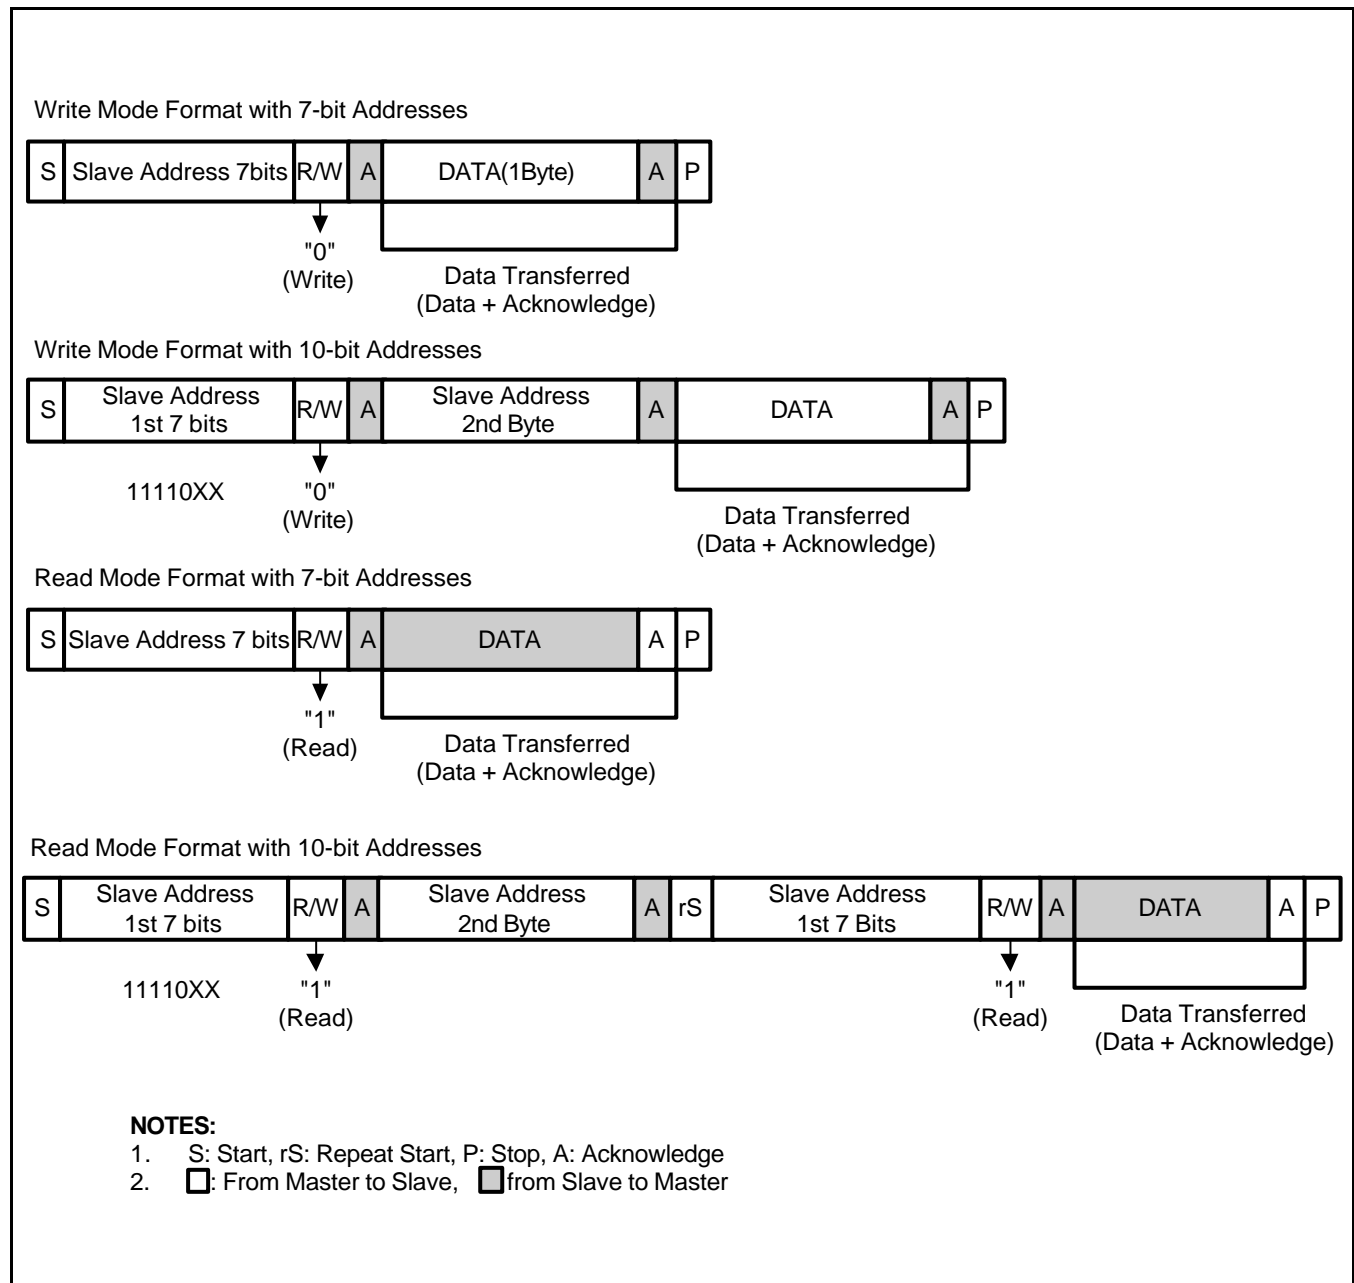 Write Mode Format with 7-bit Addresses
S Slave Address 7bits R/W A DATA(1Byte) A P
"0"
(Write)
Data Transferred
(Data + Acknowledge)
Write Mode Format with 10-bit Addresses
S Slave Address 1st 7 bits R/W A Slave Address 2nd Byte A DATA A P
11110XX "0"
(Write)
Data Transferred
(Data + Acknowledge)
Read Mode Format with 7-bit Addresses
S Slave Address 7 bits R/W A DATA A P
"1"
(Read)
Data Transferred
(Data + Acknowledge)
Read Mode Format with 10-bit Addresses
S Slave Address 1st 7 bits R/W A Slave Address 2nd Byte A rS Slave Address 1st 7 Bits R/W A DATA A P
11110XX "1" "1"
(Read) (Read)
Data Transferred
(Data + Acknowledge)
NOTES:
1. S: Start, rS: Repeat Start, P: Stop, A: Acknowledge
2. : From Master to Slave, from Slave to Master